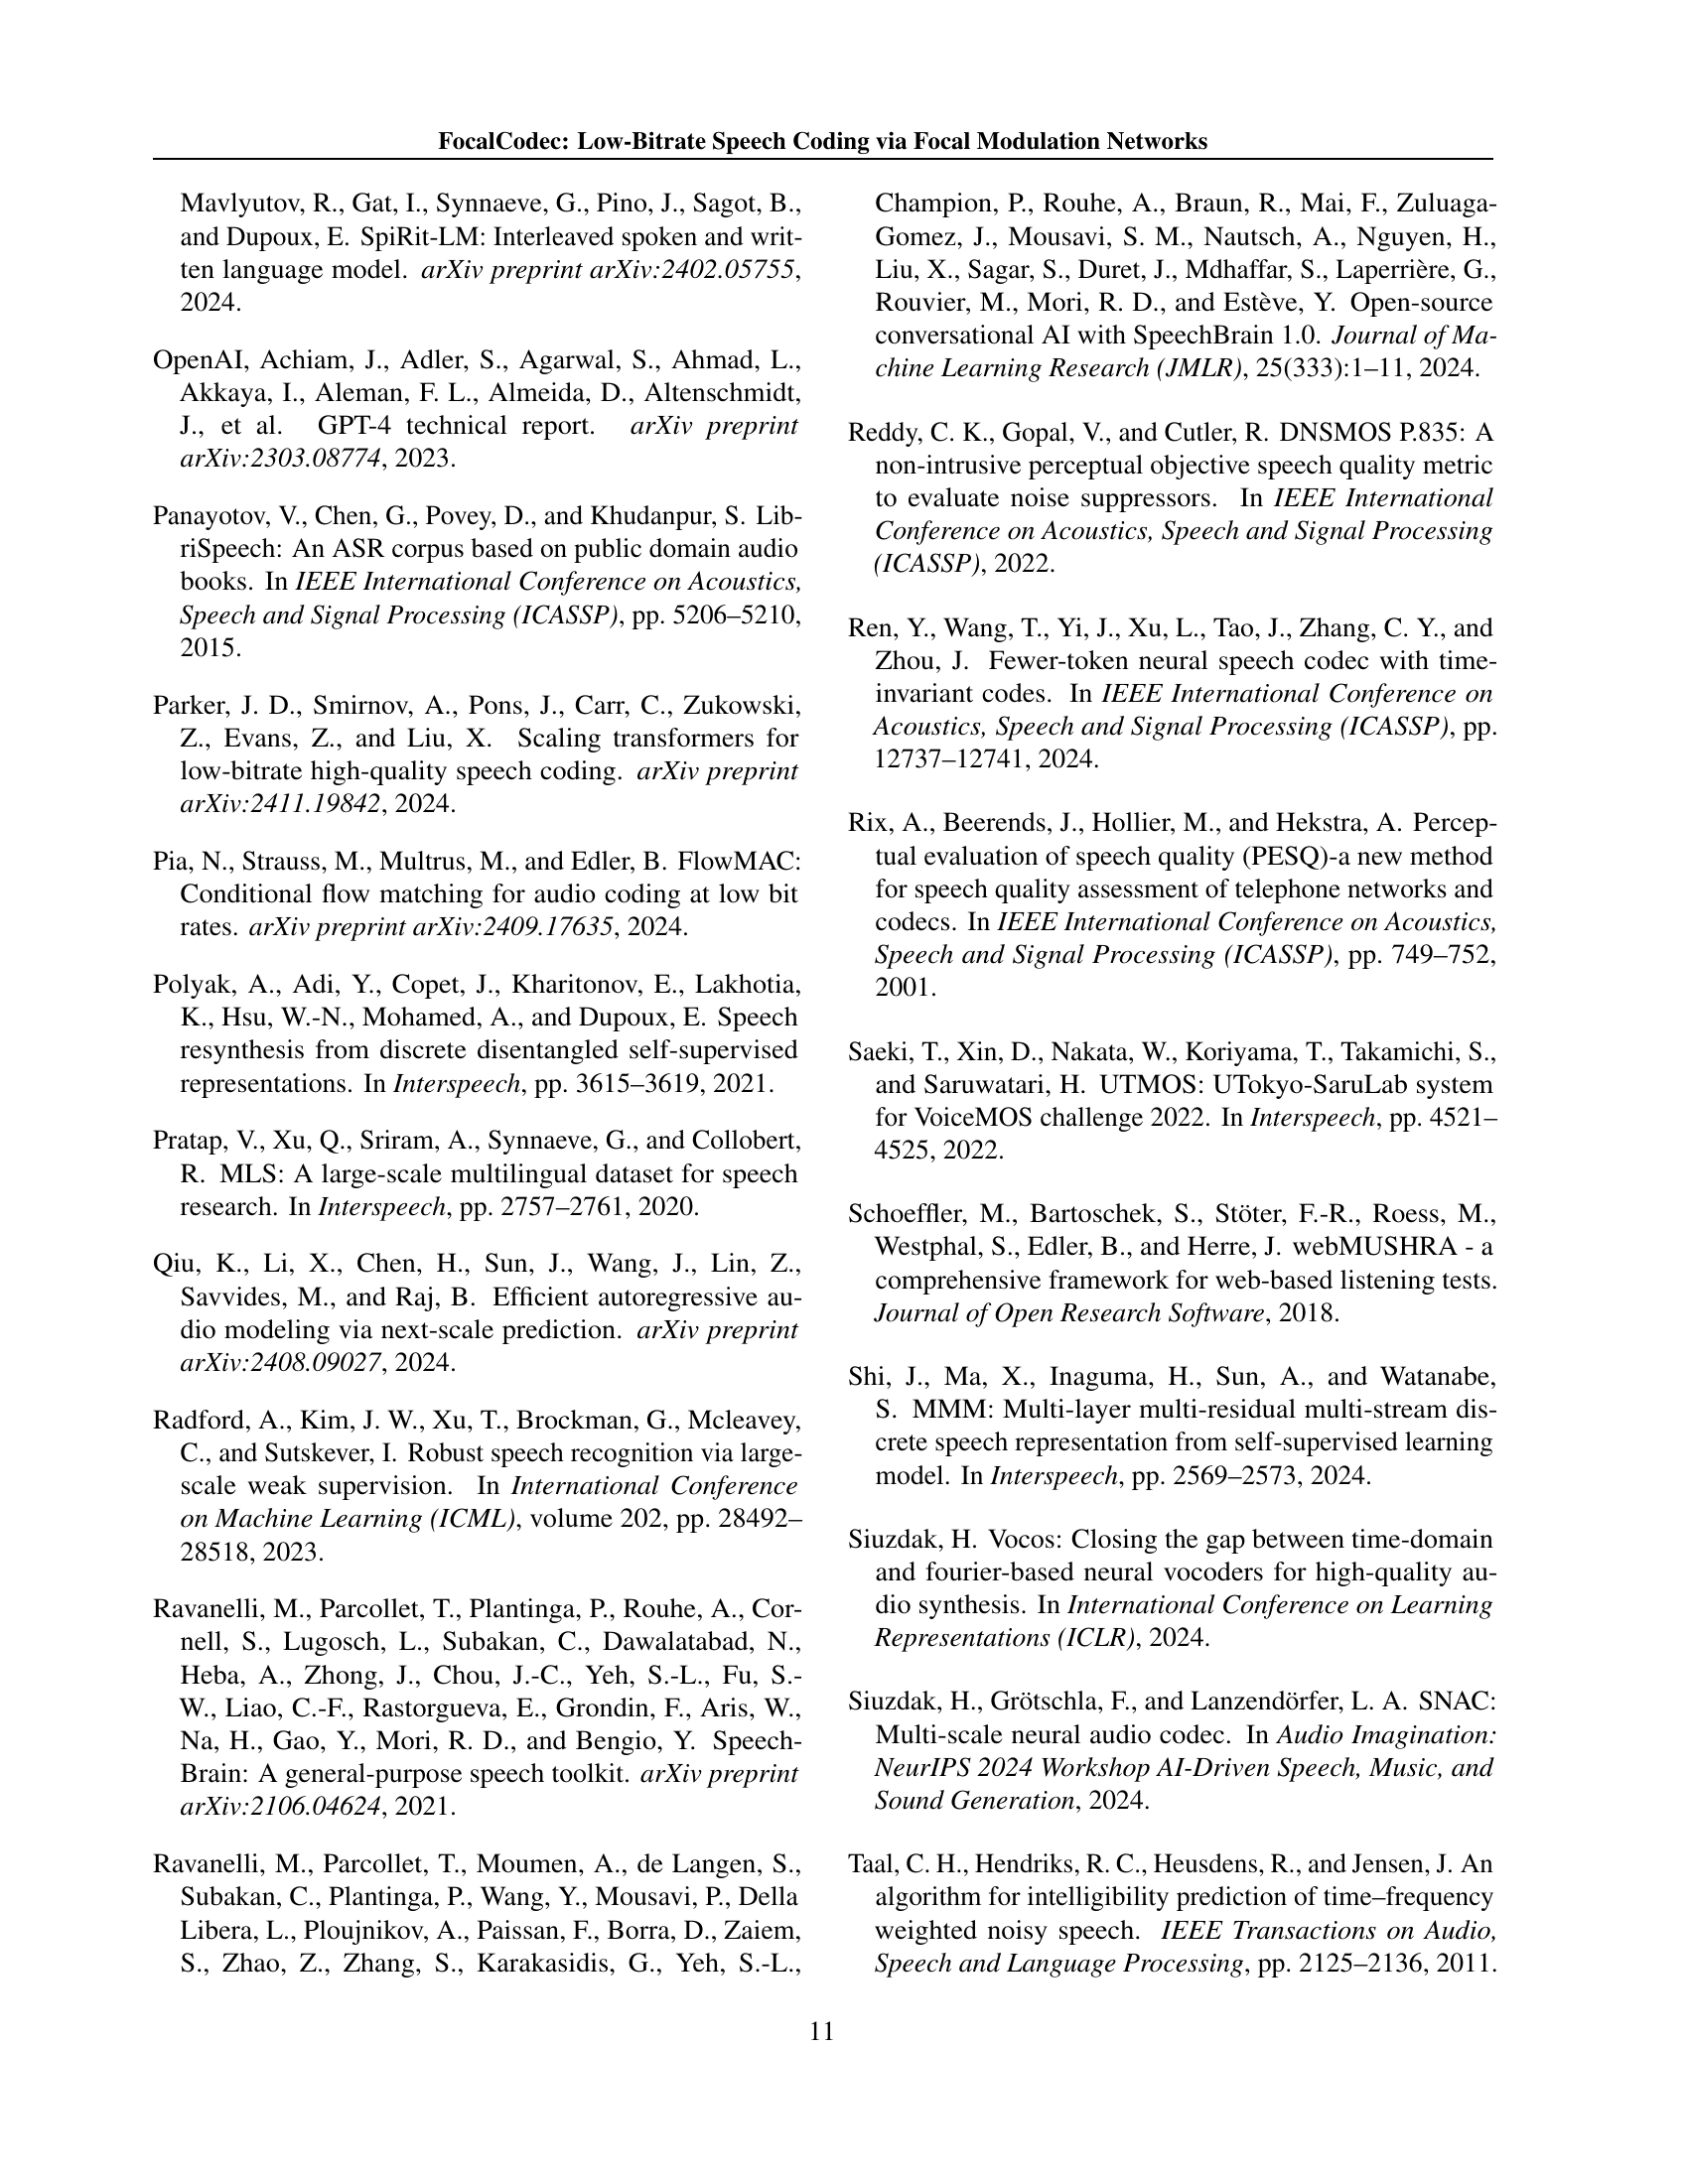 FocalCodec: Low-Bitrate Speech Coding via Focal Modulation Networks
Mavlyutov, R., Gat, I., Synnaeve, G., Pino, J., Sagot, B.,
and Dupoux, E. SpiRit-LM: Interleaved spoken and writ-
ten language model. arXiv preprint arXiv:2402.05755,
2024.
OpenAI, Achiam, J., Adler, S., Agarwal, S., Ahmad, L.,
Akkaya, I., Aleman, F. L., Almeida, D., Altenschmidt,
J., et al. GPT-4 technical report. arXiv preprint
arXiv:2303.08774, 2023.
Panayotov, V., Chen, G., Povey, D., and Khudanpur, S. Lib-
riSpeech: An ASR corpus based on public domain audio
books. In IEEE International Conference on Acoustics,
Speech and Signal Processing (ICASSP), pp. 5206–5210,
2015.
Parker, J. D., Smirnov, A., Pons, J., Carr, C., Zukowski,
Z., Evans, Z., and Liu, X. Scaling transformers for
low-bitrate high-quality speech coding. arXiv preprint
arXiv:2411.19842, 2024.
Pia, N., Strauss, M., Multrus, M., and Edler, B. FlowMAC:
Conditional flow matching for audio coding at low bit
rates. arXiv preprint arXiv:2409.17635, 2024.
Polyak, A., Adi, Y., Copet, J., Kharitonov, E., Lakhotia,
K., Hsu, W.-N., Mohamed, A., and Dupoux, E. Speech
resynthesis from discrete disentangled self-supervised
representations. In Interspeech, pp. 3615–3619, 2021.
Pratap, V., Xu, Q., Sriram, A., Synnaeve, G., and Collobert,
R. MLS: A large-scale multilingual dataset for speech
research. In Interspeech, pp. 2757–2761, 2020.
Qiu, K., Li, X., Chen, H., Sun, J., Wang, J., Lin, Z.,
Savvides, M., and Raj, B. Efficient autoregressive au-
dio modeling via next-scale prediction. arXiv preprint
arXiv:2408.09027, 2024.
Radford, A., Kim, J. W., Xu, T., Brockman, G., Mcleavey,
C., and Sutskever, I. Robust speech recognition via large-
scale weak supervision. In International Conference
on Machine Learning (ICML), volume 202, pp. 28492–
28518, 2023.
Ravanelli, M., Parcollet, T., Plantinga, P., Rouhe, A., Cor-
nell, S., Lugosch, L., Subakan, C., Dawalatabad, N.,
Heba, A., Zhong, J., Chou, J.-C., Yeh, S.-L., Fu, S.-
W., Liao, C.-F., Rastorgueva, E., Grondin, F., Aris, W.,
Na, H., Gao, Y., Mori, R. D., and Bengio, Y. Speech-
Brain: A general-purpose speech toolkit. arXiv preprint
arXiv:2106.04624, 2021.
Ravanelli, M., Parcollet, T., Moumen, A., de Langen, S.,
Subakan, C., Plantinga, P., Wang, Y., Mousavi, P., Della
Libera, L., Ploujnikov, A., Paissan, F., Borra, D., Zaiem,
S., Zhao, Z., Zhang, S., Karakasidis, G., Yeh, S.-L.,
Champion, P., Rouhe, A., Braun, R., Mai, F., Zuluaga-
Gomez, J., Mousavi, S. M., Nautsch, A., Nguyen, H.,
Liu, X., Sagar, S., Duret, J., Mdhaffar, S., Laperrière, G.,
Rouvier, M., Mori, R. D., and Estève, Y. Open-source
conversational AI with SpeechBrain 1.0. Journal of Ma-
chine Learning Research (JMLR), 25(333):1–11, 2024.
Reddy, C. K., Gopal, V., and Cutler, R. DNSMOS P.835: A
non-intrusive perceptual objective speech quality metric
to evaluate noise suppressors. In IEEE International
Conference on Acoustics, Speech and Signal Processing
(ICASSP), 2022.
Ren, Y., Wang, T., Yi, J., Xu, L., Tao, J., Zhang, C. Y., and
Zhou, J. Fewer-token neural speech codec with time-
invariant codes. In IEEE International Conference on
Acoustics, Speech and Signal Processing (ICASSP), pp.
12737–12741, 2024.
Rix, A., Beerends, J., Hollier, M., and Hekstra, A. Percep-
tual evaluation of speech quality (PESQ)-a new method
for speech quality assessment of telephone networks and
codecs. In IEEE International Conference on Acoustics,
Speech and Signal Processing (ICASSP), pp. 749–752,
2001.
Saeki, T., Xin, D., Nakata, W., Koriyama, T., Takamichi, S.,
and Saruwatari, H. UTMOS: UTokyo-SaruLab system
for VoiceMOS challenge 2022. In Interspeech, pp. 4521–
4525, 2022.
Schoeffler, M., Bartoschek, S., Stöter, F.-R., Roess, M.,
Westphal, S., Edler, B., and Herre, J. webMUSHRA - a
comprehensive framework for web-based listening tests.
Journal of Open Research Software, 2018.
Shi, J., Ma, X., Inaguma, H., Sun, A., and Watanabe,
S. MMM: Multi-layer multi-residual multi-stream dis-
crete speech representation from self-supervised learning
model. In Interspeech, pp. 2569–2573, 2024.
Siuzdak, H. Vocos: Closing the gap between time-domain
and fourier-based neural vocoders for high-quality au-
dio synthesis. In International Conference on Learning
Representations (ICLR), 2024.
Siuzdak, H., Grötschla, F., and Lanzendörfer, L. A. SNAC:
Multi-scale neural audio codec. In Audio Imagination:
NeurIPS 2024 Workshop AI-Driven Speech, Music, and
Sound Generation, 2024.
Taal, C. H., Hendriks, R. C., Heusdens, R., and Jensen, J. An
algorithm for intelligibility prediction of time–frequency
weighted noisy speech. IEEE Transactions on Audio,
Speech and Language Processing, pp. 2125–2136, 2011.
11